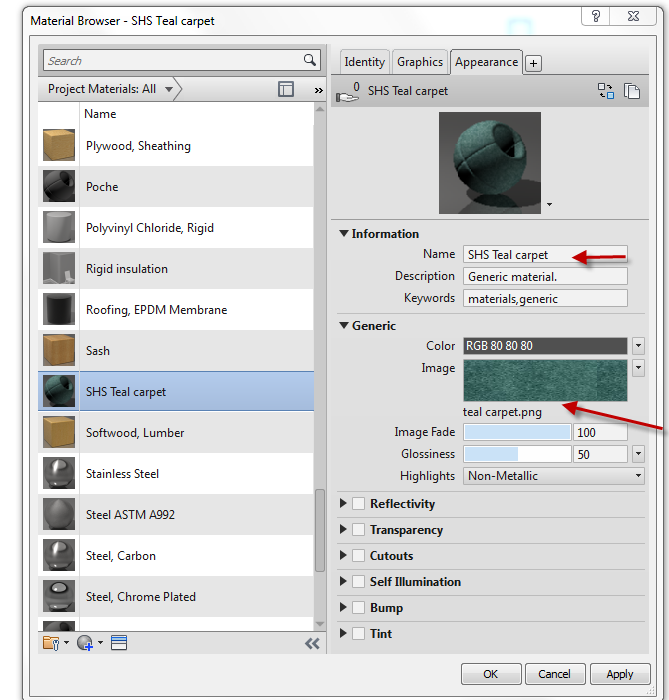 Material Browser - SHS Teal carpet
?
Search
Project Materials: All
»
Name
Plywood, Sheathing
Poche
Polyvinyl Chloride, Rigid
Rigid insulation
Roofing, EPDM Membrane
Sash
SHS Teal carpet
Softwood, Lumber
Stainless Steel
Steel ASTM A992
Steel, Carbon
Steel, Chrome Plated
Identity Graphics Appearance +
0 SHS Teal carpet
Information
Name SHS Teal carpet
Description Generic material.
Keywords materials,generic
Generic
Color RGB 80 80 80
Image
teal carpet.png
Image Fade 100
Glossiness 50
Highlights Non-Metallic
Reflectivity
Transparency
Cutouts
Self Illumination
Bump
Tint
OK Cancel Apply